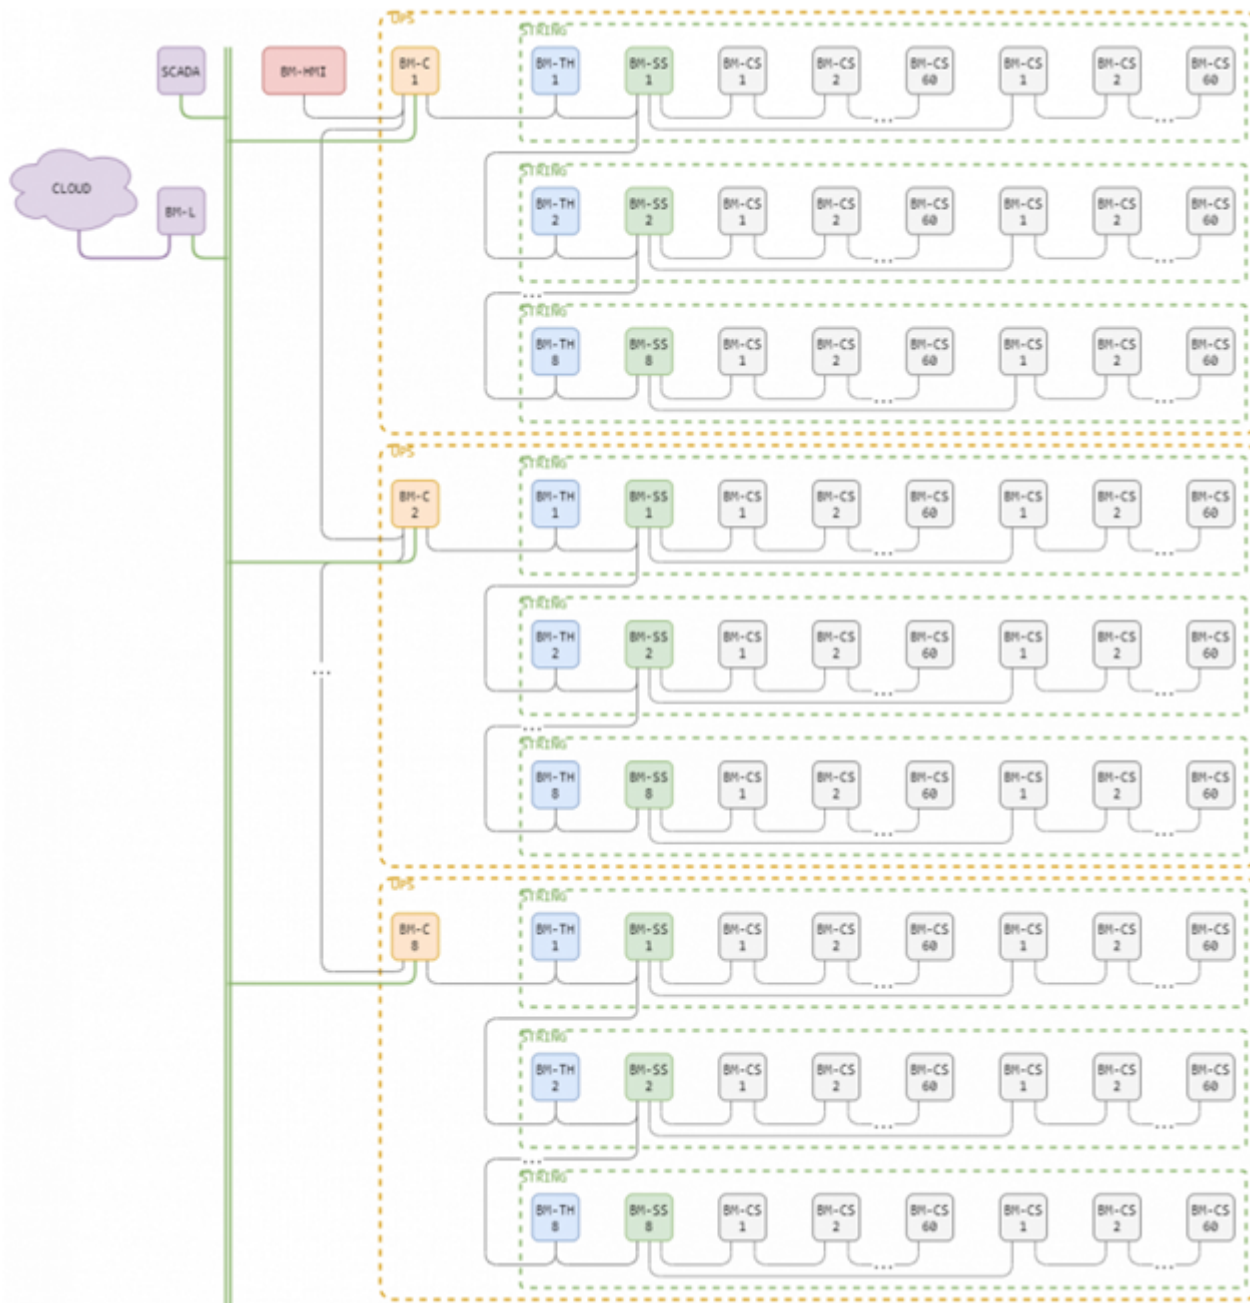 UPS
STRING
SCADA
BM-HMI
BM-C
1
BM-TH
1
BM-SS
1
BM-CS
1
BM-CS
2
...
BM-CS
60
BM-CS
1
BM-CS
2
...
BM-CS
60
CLOUD
BM-L
STRING
BM-TH
2
BM-SS
2
BM-CS
1
BM-CS
2
...
BM-CS
60
BM-CS
1
BM-CS
2
...
BM-CS
60
...
STRING
BM-TH
8
BM-SS
8
BM-CS
1
BM-CS
2
...
BM-CS
60
BM-CS
1
BM-CS
2
...
BM-CS
60
UPS
STRING
BM-C
2
BM-TH
1
BM-SS
1
BM-CS
1
BM-CS
2
...
BM-CS
60
BM-CS
1
BM-CS
2
...
BM-CS
60
STRING
BM-TH
2
BM-SS
2
BM-CS
1
BM-CS
2
...
BM-CS
60
BM-CS
1
BM-CS
2
...
BM-CS
60
...
...
STRING
BM-TH
8
BM-SS
8
BM-CS
1
BM-CS
2
...
BM-CS
60
BM-CS
1
BM-CS
2
...
BM-CS
60
UPS
STRING
BM-C
8
BM-TH
1
BM-SS
1
BM-CS
1
BM-CS
2
...
BM-CS
60
BM-CS
1
BM-CS
2
...
BM-CS
60
STRING
BM-TH
2
BM-SS
2
BM-CS
1
BM-CS
2
...
BM-CS
60
BM-CS
1
BM-CS
2
...
BM-CS
60
...
STRING
BM-TH
8
BM-SS
8
BM-CS
1
BM-CS
2
...
BM-CS
60
BM-CS
1
BM-CS
2
...
BM-CS
60